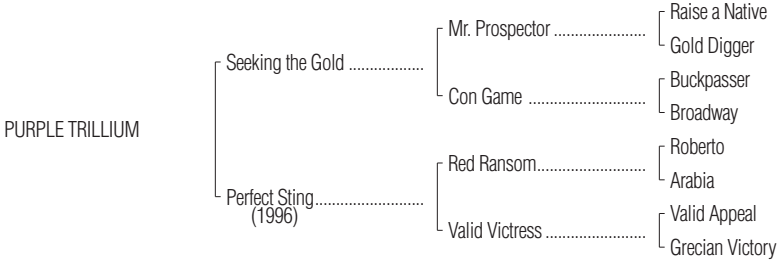 Raise a Native
Mr. Prospector ......................
Gold Digger
Seeking the Gold ..................
Buckpasser
Con Game ............................
Broadway
PURPLE TRILLIUM
Roberto
Red Ransom..........................
Arabia
Perfect Sting..........................
(1996)
Valid Appeal
Valid Victress ........................
Grecian Victory